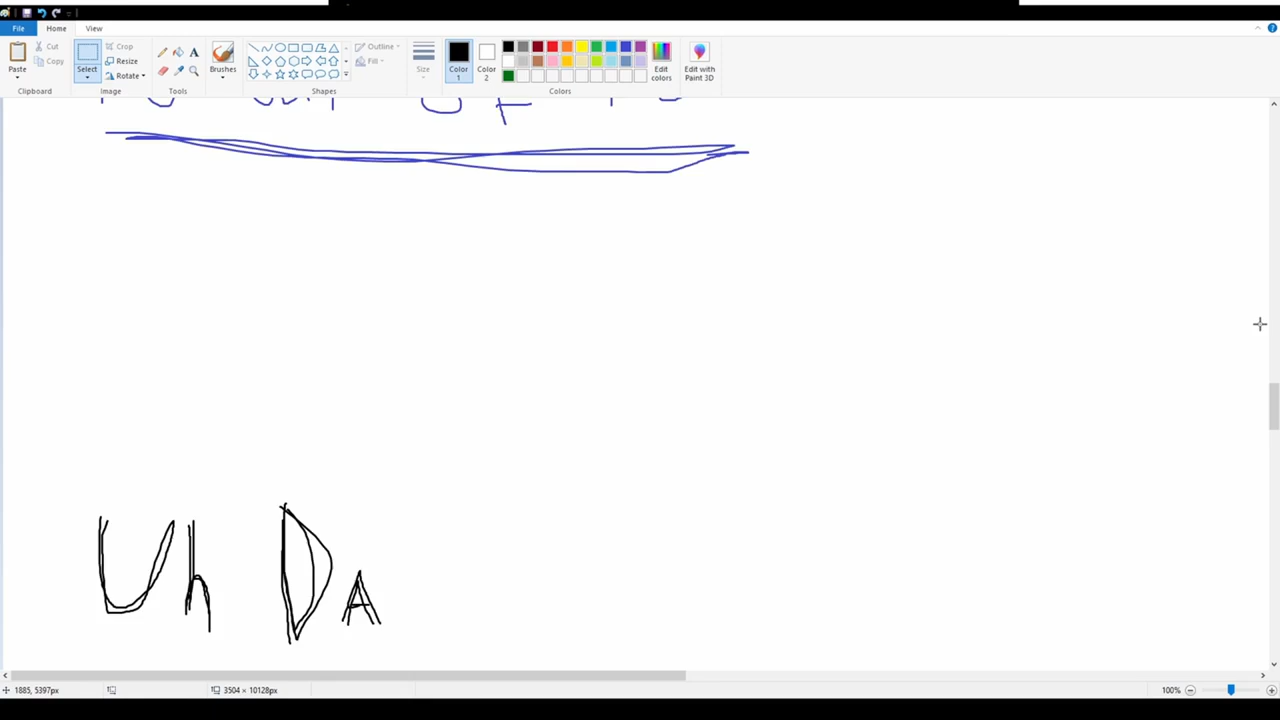 File Home View
Paste Cut Copy Select Crop Resize Rotate Brushes Outline Fill Size Color 1 Color 2 Edit colors Edit with Paint 3D
Clipboard Image Tools Shapes Colors
Uh DA
1885, 5397px 3504 × 10128px 100%